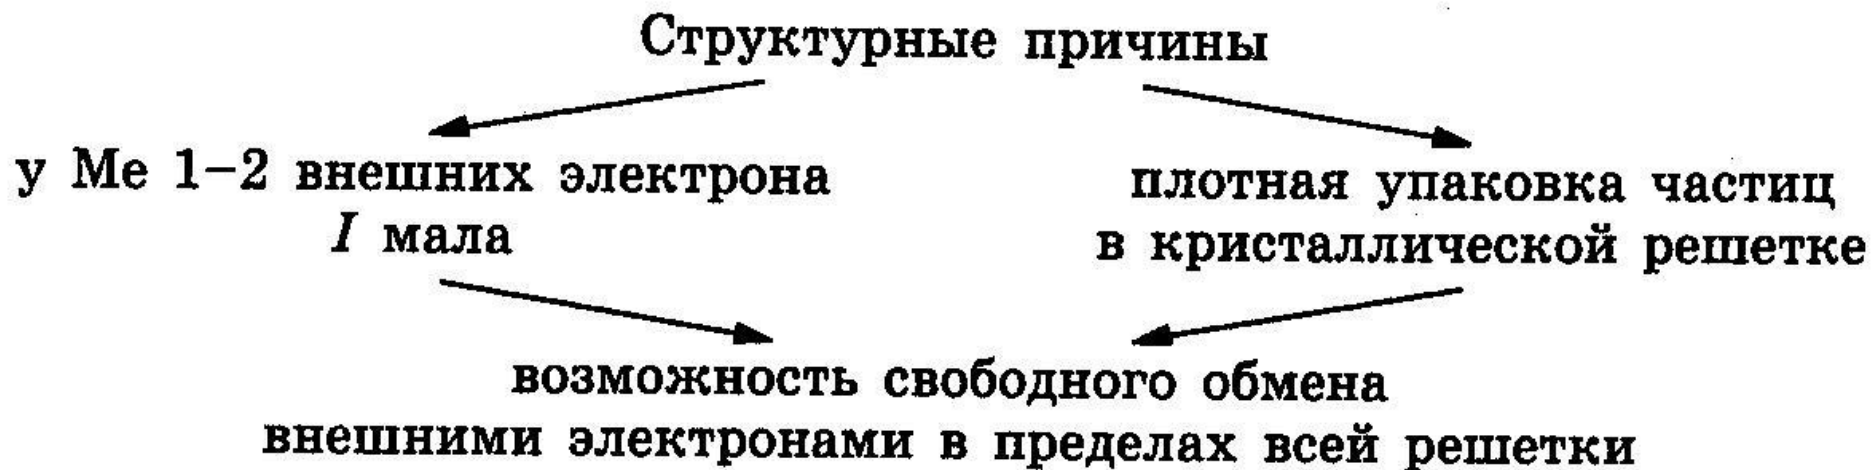 Структурные причины
у Ме 1–2 внешних электрона
I мала
плотная упаковка частиц
в кристаллической решетке
возможность свободного обмена
внешними электронами в пределах всей решетки